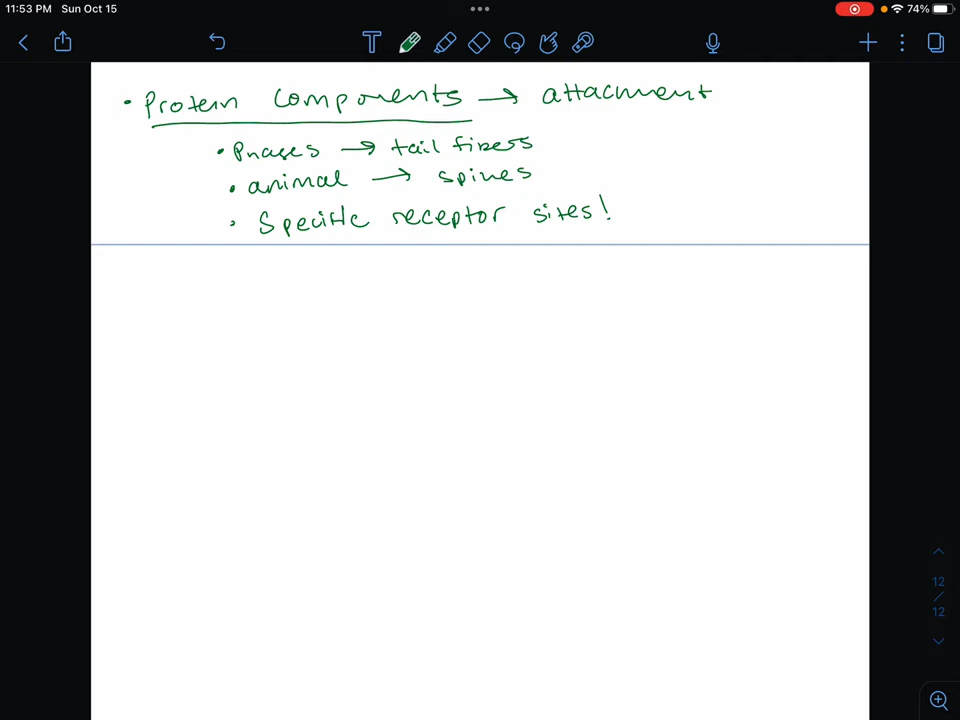 11:53 PM Sun Oct 15
74%
• Protein components → attachment
• Phages → tail fibers
• animal → spikes
• Specific receptor sites!
12
/
12